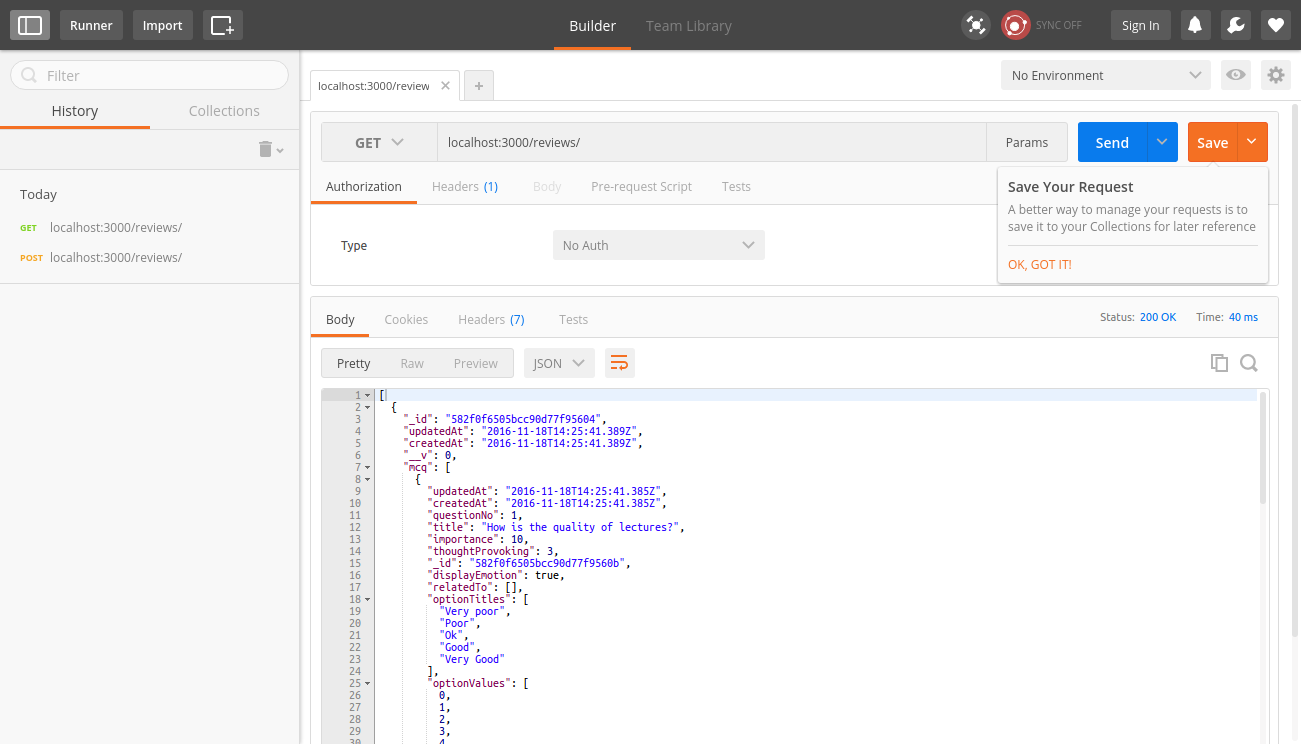 Runner
Import
Builder
Team Library
SYNC OFF
Sign In
Filter
History
Collections
Today
GET localhost:3000/reviews/
POST localhost:3000/reviews/
localhost:3000/review
No Environment
GET
localhost:3000/reviews/
Params
Send
Save
Authorization
Headers (1)
Body
Pre-request Script
Tests
Save Your Request
A better way to manage your requests is to
save it to your Collections for later reference
OK, GOT IT!
Type
No Auth
Body
Cookies
Headers (7)
Tests
Status: 200 OK
Time: 40 ms
Pretty
Raw
Preview
JSON
1 [
2 {
3 "_id": "582f0f6505bcc90d77f95604",
4 "updatedAt": "2016-11-18T14:25:41.389Z",
5 "createdAt": "2016-11-18T14:25:41.389Z",
6 "__v": 0,
7 "mcq": [
8 {
9 "updatedAt": "2016-11-18T14:25:41.385Z",
10 "createdAt": "2016-11-18T14:25:41.385Z",
11 "questionNo": 1,
12 "title": "How is the quality of lectures?",
13 "importance": 10,
14 "thoughtProvoking": 3,
15 "_id": "582f0f6505bcc90d77f9560b",
16 "displayEmotion": true,
17 "relatedTo": [],
18 "optionTitles": [
19 "Very poor",
20 "Poor",
21 "Ok",
22 "Good",
23 "Very Good"
24 ],
25 "optionValues": [
26 0,
27 1,
28 2,
29 3,
30 4